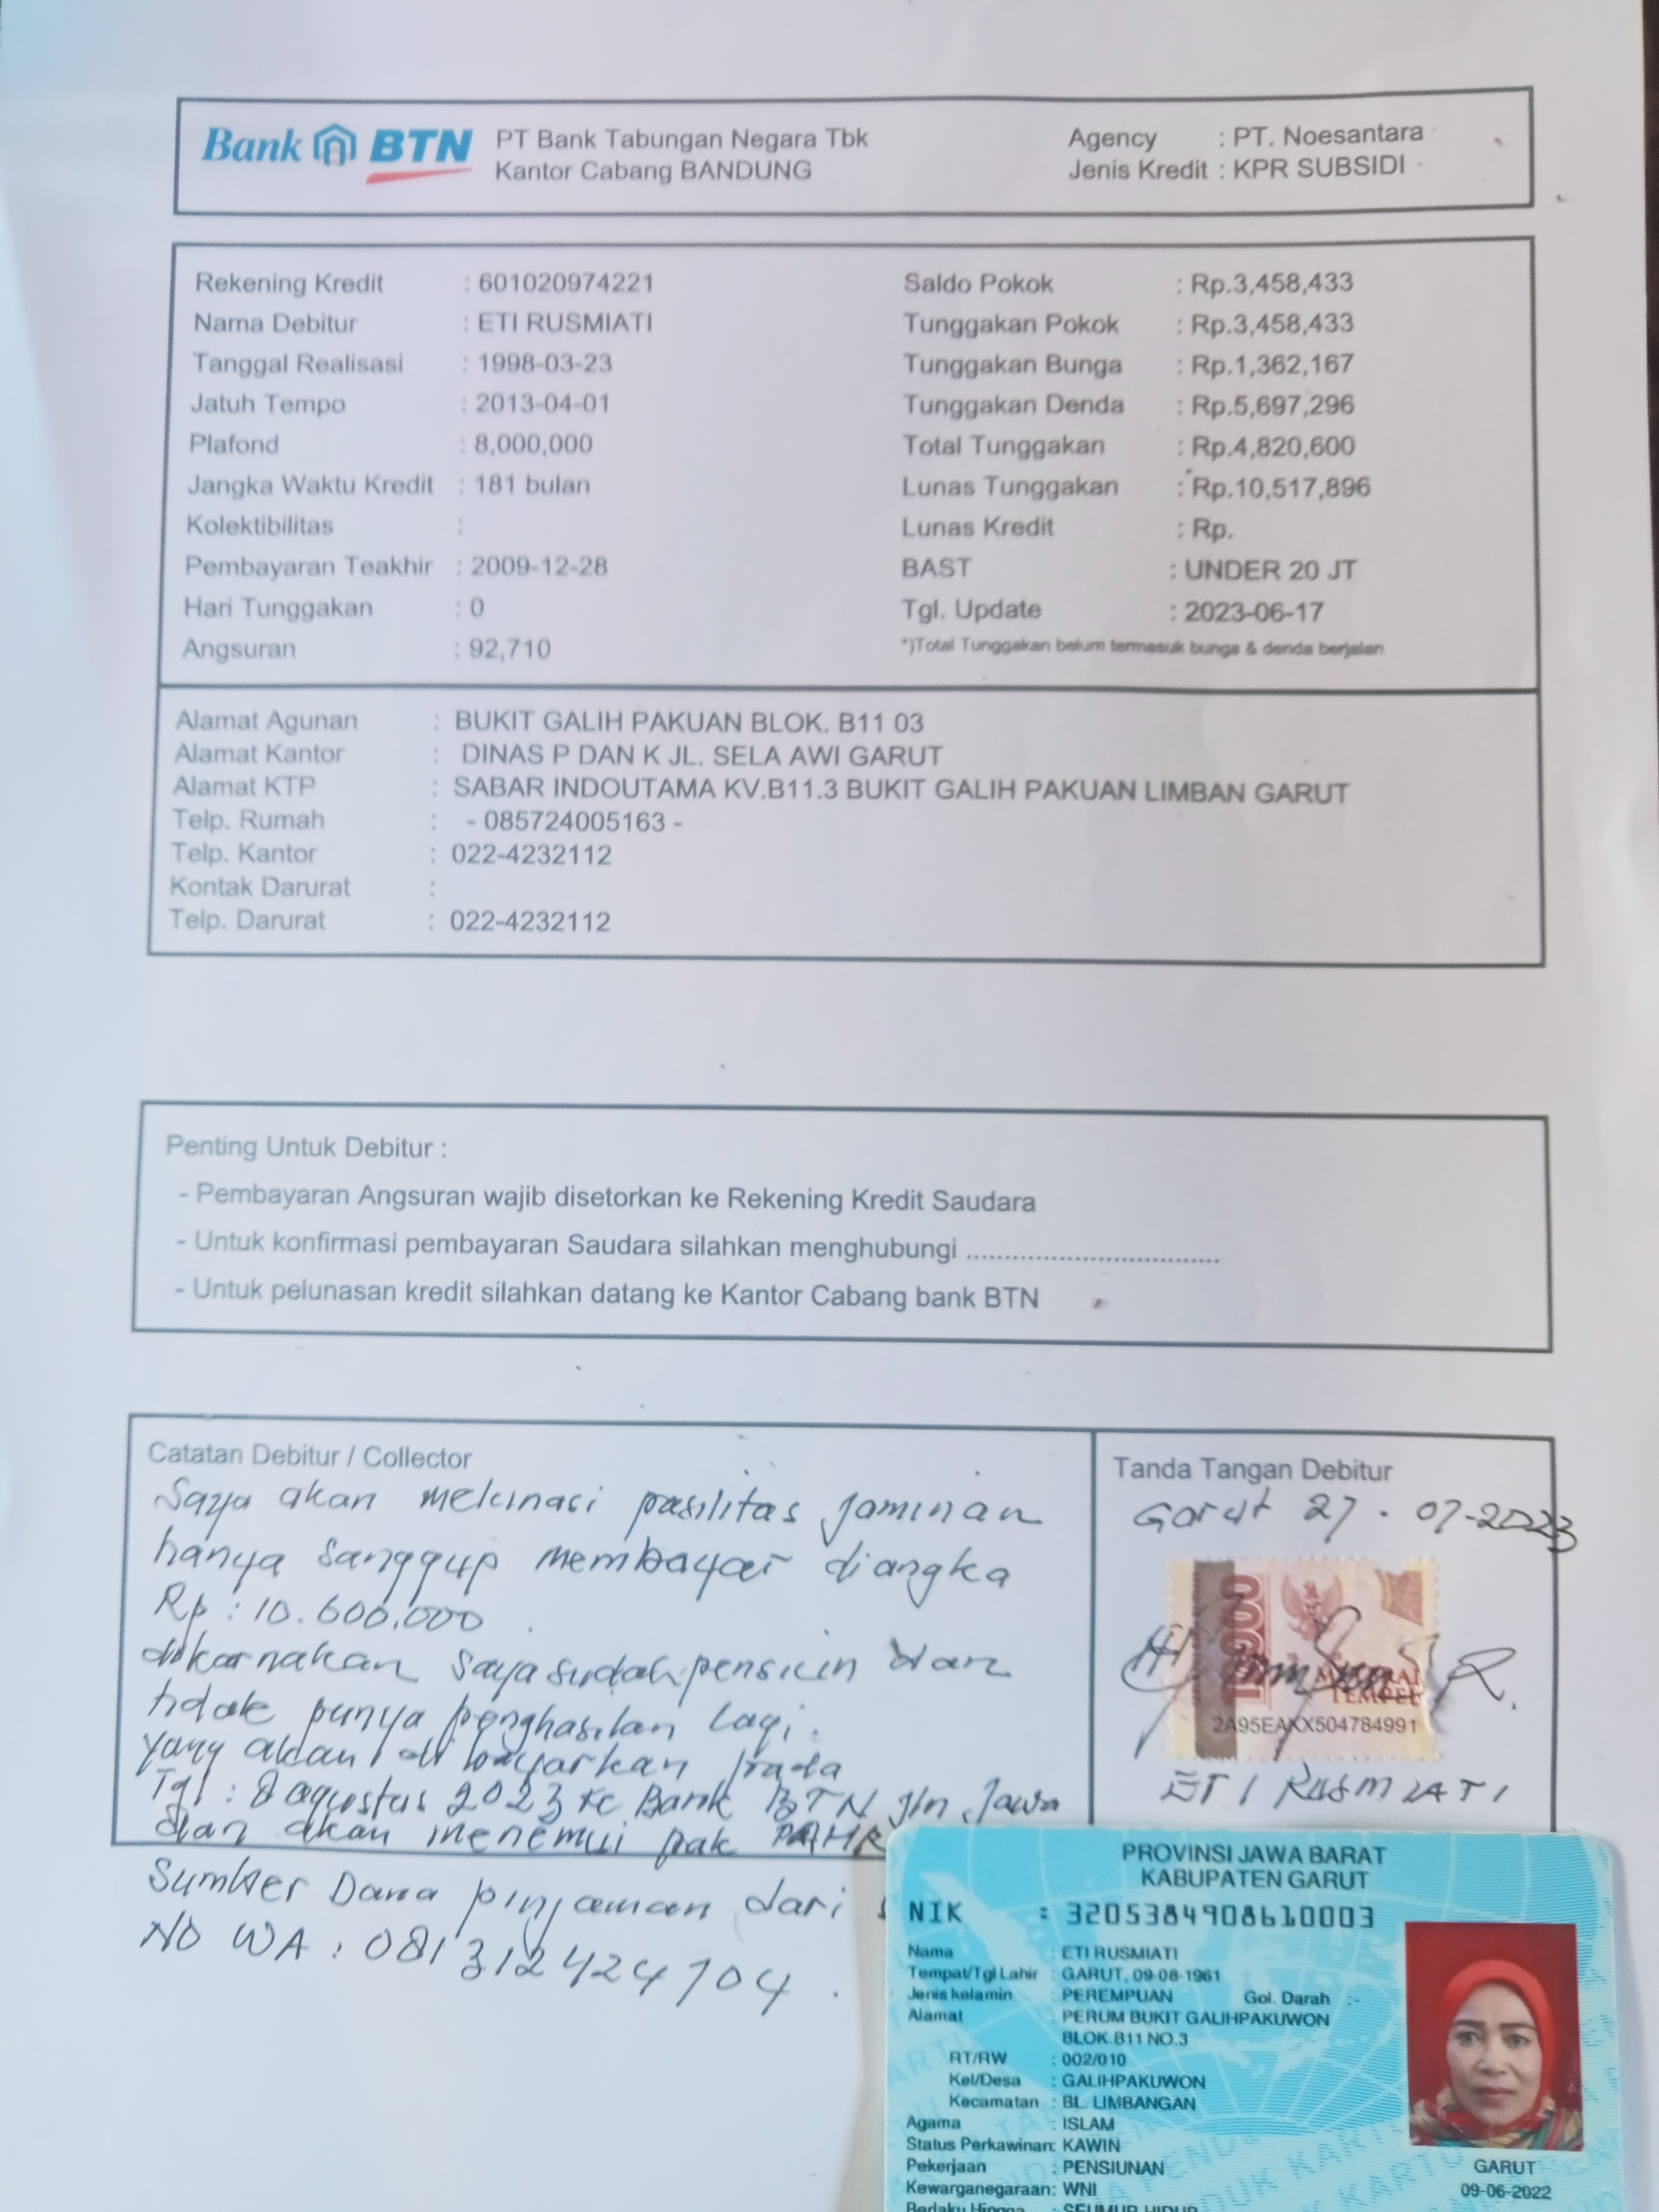 Bank BTN PT Bank Tabungan Negara Tbk
Kantor Cabang BANDUNG
Agency : PT. Noesantara
Jenis Kredit : KPR SUBSIDI
Rekening Kredit : 601020974221
Nama Debitur : ETI RUSMIATI
Tanggal Realisasi : 1998-03-23
Jatuh Tempo : 2013-04-01
Plafond : 8,000,000
Jangka Waktu Kredit : 181 bulan
Kolektibilitas :
Pembayaran Teakhir : 2009-12-28
Hari Tunggakan : 0
Angsuran : 92,710
Saldo Pokok : Rp.3,458,433
Tunggakan Pokok : Rp.3,458,433
Tunggakan Bunga : Rp.1,362,167
Tunggakan Denda : Rp.5,697,296
Total Tunggakan : Rp.4,820,600
Lunas Tunggakan : Rp.10,517,896
Lunas Kredit : Rp.
BAST : UNDER 20 JT
Tgl. Update : 2023-06-17
*)Total Tunggakan belum termasuk bunga & denda berjalan
Alamat Agunan : BUKIT GALIH PAKUAN BLOK. B11 03
Alamat Kantor : DINAS P DAN K JL. SELA AWI GARUT
Alamat KTP : SABAR INDOUTAMA KV.B11.3 BUKIT GALIH PAKUAN LIMBAN GARUT
Telp. Rumah : - 085724005163 -
Telp. Kantor : 022-4232112
Kontak Darurat :
Telp. Darurat : 022-4232112
Penting Untuk Debitur :
- Pembayaran Angsuran wajib disetorkan ke Rekening Kredit Saudara
- Untuk konfirmasi pembayaran Saudara silahkan menghubungi ................................
- Untuk pelunasan kredit silahkan datang ke Kantor Cabang bank BTN
Catatan Debitur / Collector
Saya akan melunasi pasilitas jaminan
hanya sanggup membayar diangka
Rp : 10.600.000
dikarnakan saya sudah pensiun dan
tidak punya penghasilan lagi.
yang akan di bayarkan pada
Tgl : 8 agustus 2023 ke Bank BTN Jln. Jawa
dan akan menemui pak
Sumber Dana pinjaman dari
NO WA : 081312424704.
Tanda Tangan Debitur
Garut 27 - 07-2023
METERAI
TEMPEL
2A95EAKX504784991
ETI RUSMIATI
PROVINSI JAWA BARAT
KABUPATEN GARUT
NIK : 3205384908610003
Nama : ETI RUSMIATI
Tempat/Tgl Lahir : GARUT, 09-08-1961
Jenis kelamin : PEREMPUAN Gol. Darah :-
Alamat : PERUM BUKIT GALIHPAKUWON
BLOK.B11 NO.3
RT/RW : 002/010
Kel/Desa : GALIHPAKUWON
Kecamatan : BL. LIMBANGAN
Agama : ISLAM
Status Perkawinan: KAWIN
Pekerjaan : PENSIUNAN
Kewarganegaraan: WNI
Berlaku Hingga : SEUMUR HIDUP
GARUT
09-06-2022